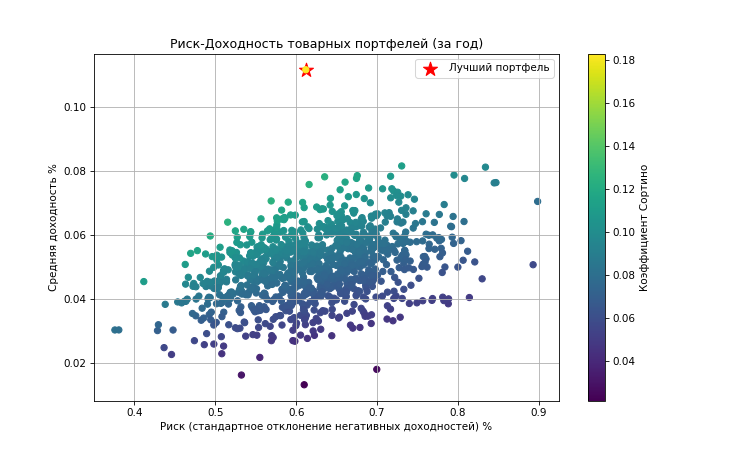 Риск-Доходность товарных портфелей (за год)
Лучший портфель
Средняя доходность %
0.10
0.08
0.06
0.04
0.02
0.4 0.5 0.6 0.7 0.8 0.9
Риск (стандартное отклонение негативных доходностей) %
0.18
0.16
0.14
0.12
0.10
0.08
0.06
0.04
Коэффициент Сортино